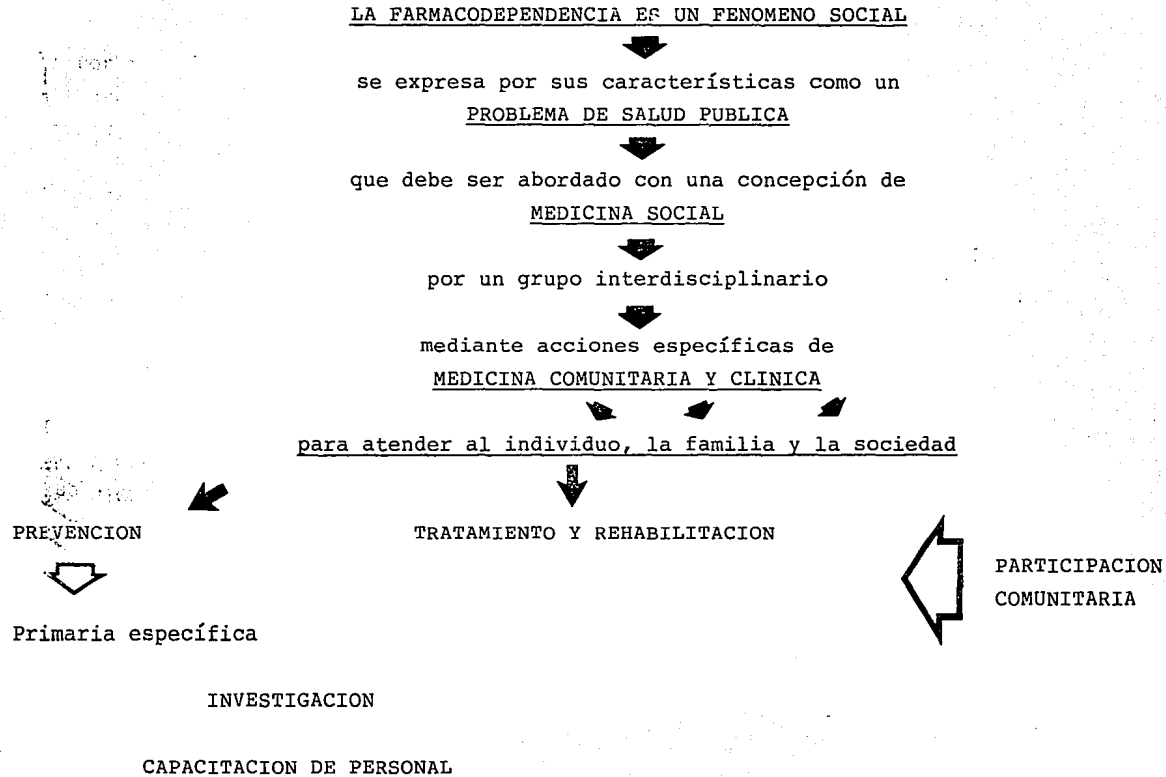 LA FARMACODEPENDENCIA ES UN FENOMENO SOCIAL
se expresa por sus características como un
PROBLEMA DE SALUD PUBLICA
que debe ser abordado con una concepción de
MEDICINA SOCIAL
por un grupo interdisciplinario
mediante acciones específicas de
MEDICINA COMUNITARIA Y CLINICA
para atender al individuo, la familia y la sociedad
PREVENCION
TRATAMIENTO Y REHABILITACION
PARTICIPACION
COMUNITARIA
Primaria específica
INVESTIGACION
CAPACITACION DE PERSONAL